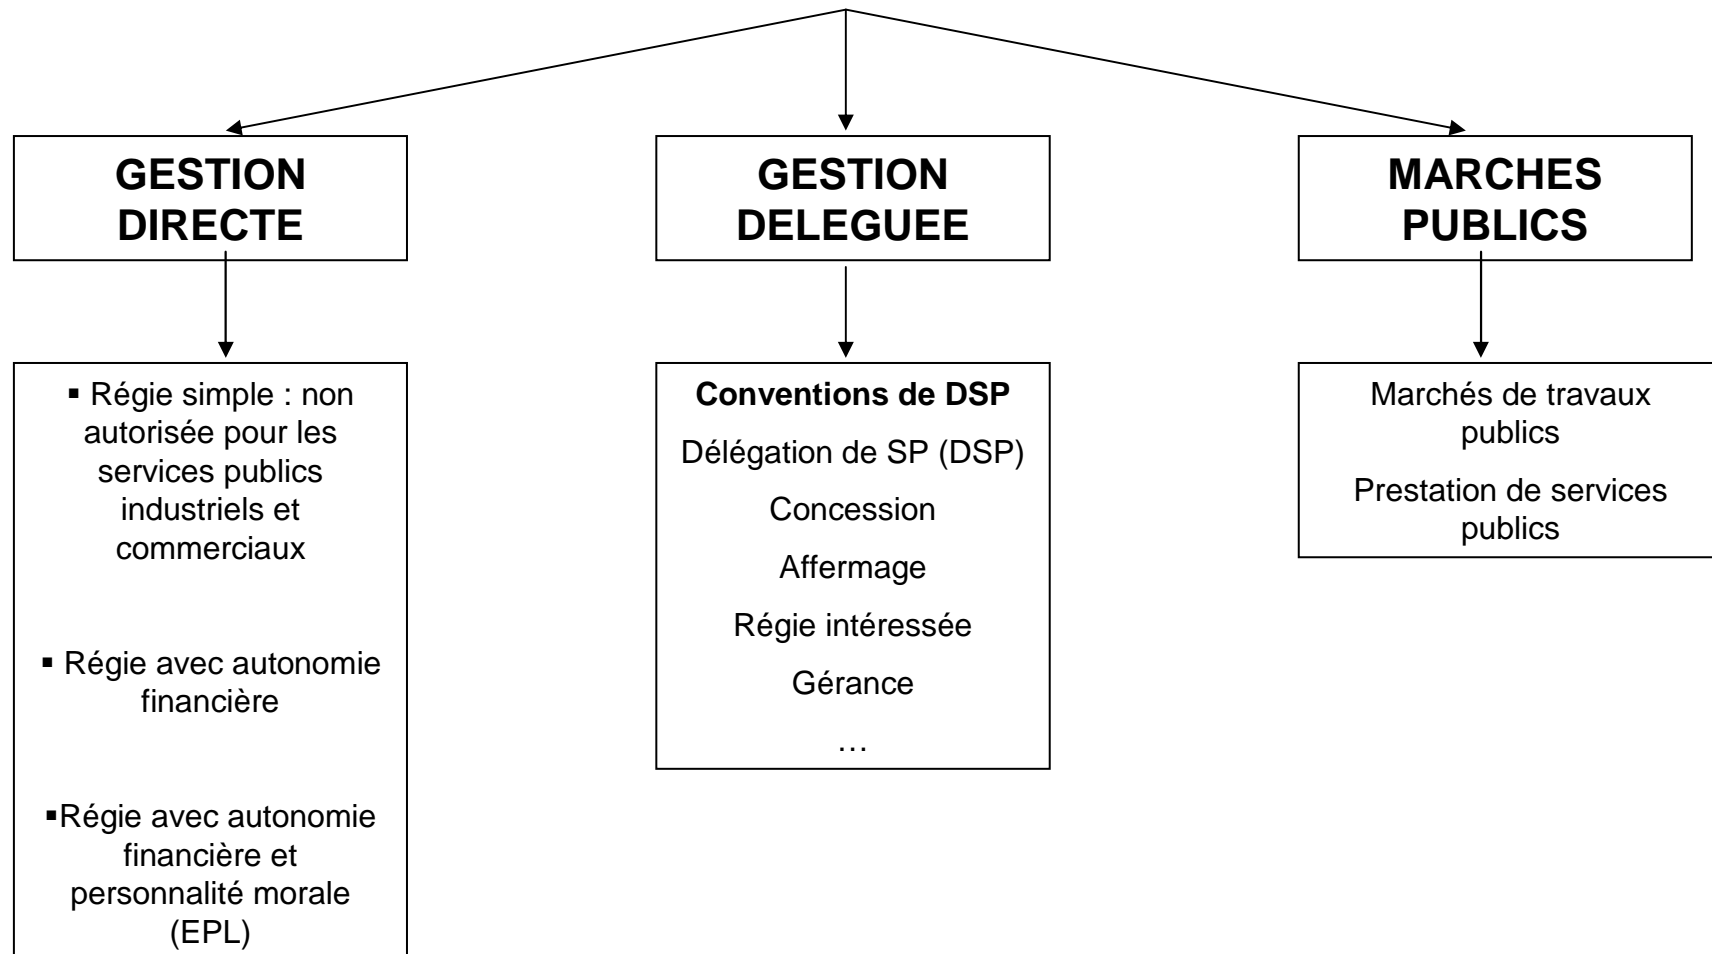 GESTION
DIRECTE
GESTION
DELEGUEE
MARCHES
PUBLICS
▪ Régie simple : non
autorisée pour les
services publics
industriels et
commerciaux
▪ Régie avec autonomie
financière
▪Régie avec autonomie
financière et
personnalité morale
(EPL)
Conventions de DSP
Délégation de SP (DSP)
Concession
Affermage
Régie intéressée
Gérance
…
Marchés de travaux
publics
Prestation de services
publics